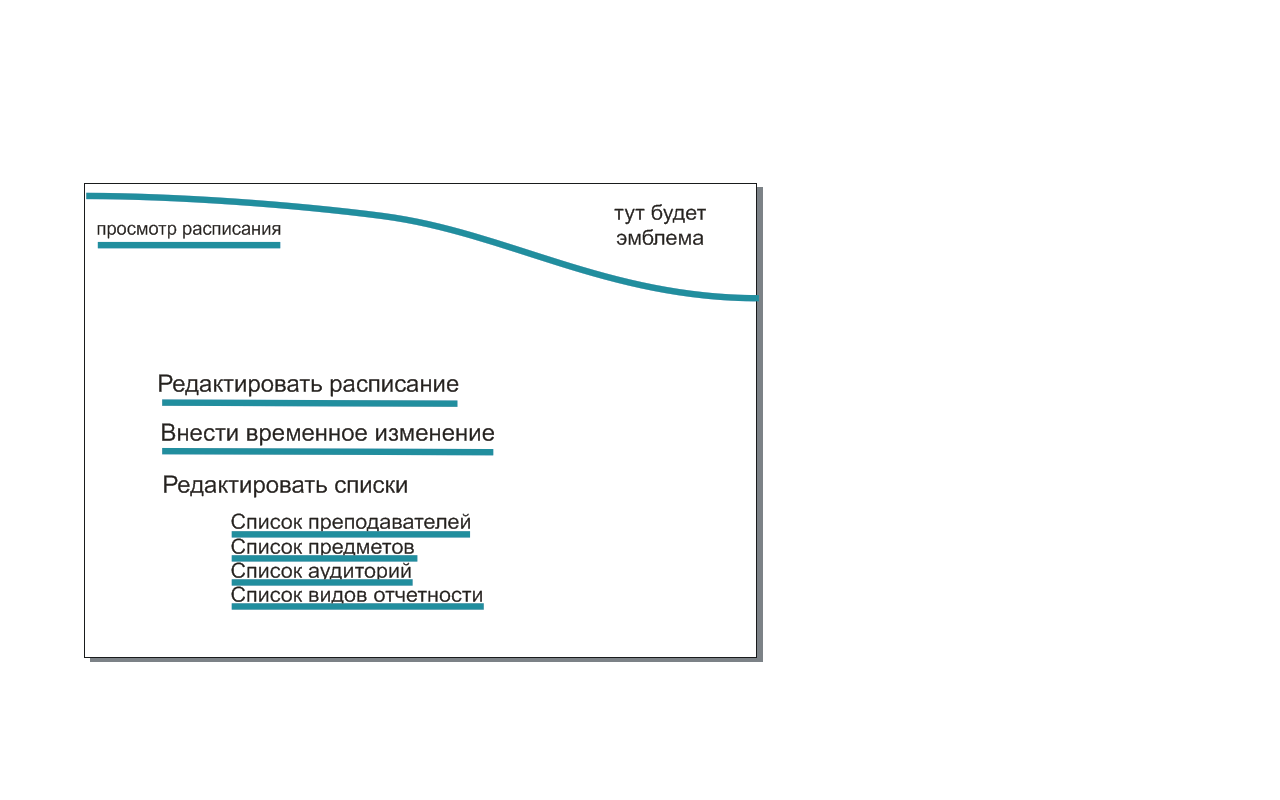 тут будет
эмблема
просмотр расписания
Редактировать расписание
Внести временное изменение
Редактировать списки
Список преподавателей
Список предметов
Список аудиторий
Список видов отчетности